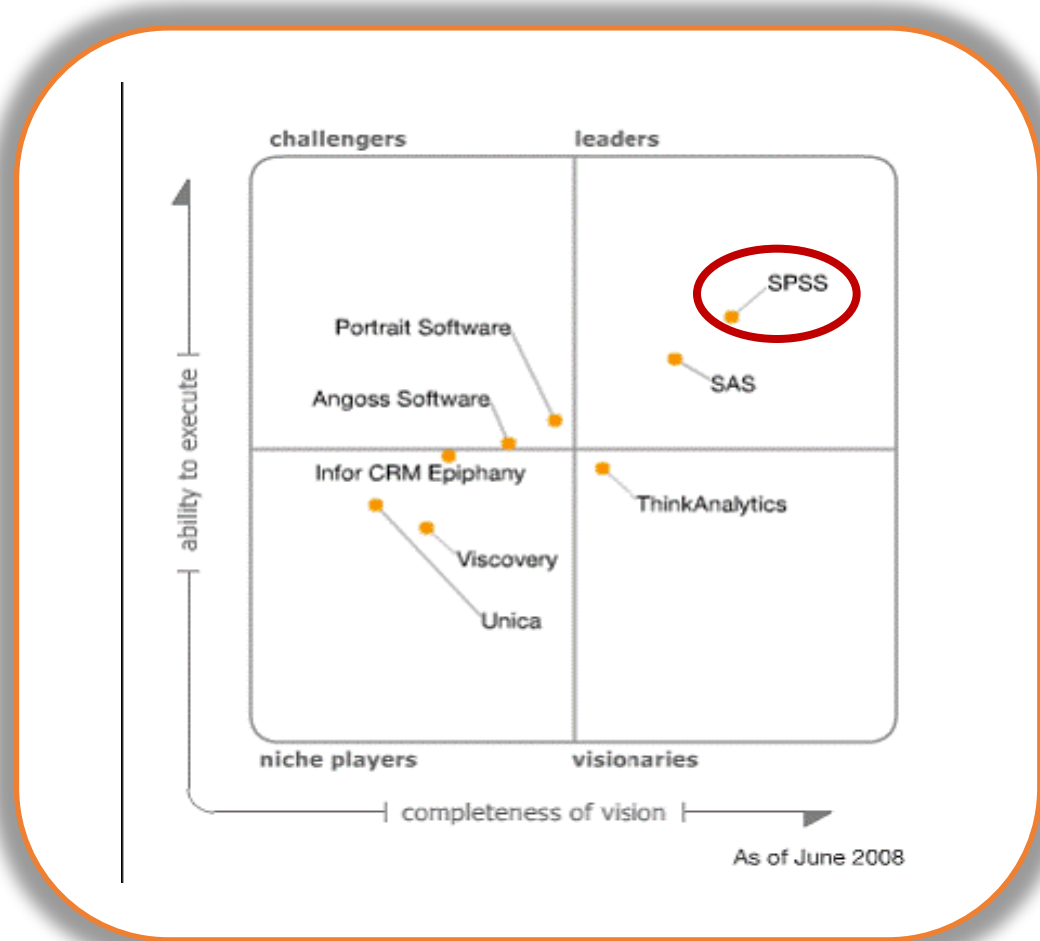 challengers
leaders
SPSS
Portrait Software
SAS
Angoss Software
ability to execute
Infor CRM Epiphany
ThinkAnalytics
Viscovery
Unica
niche players
visionaries
completeness of vision
As of June 2008